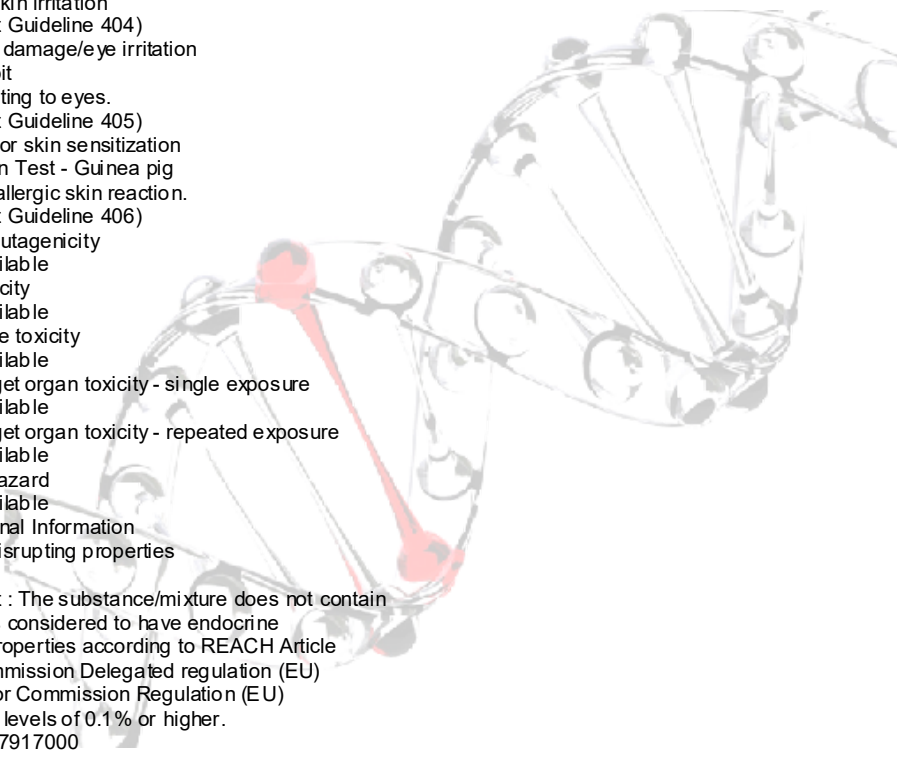 kin irritation
Guideline 404)
damage/eye irritation
bit
ting to eyes.
Guideline 405)
or skin sensitization
n Test - Guinea pig
allergic skin reaction.
Guideline 406)
utagenicity
ilable
city
ilable
e toxicity
ilable
get organ toxicity - single exposure
ilable
get organ toxicity - repeated exposure
ilable
azard
ilable
nal Information
isrupting properties
: The substance/mixture does not contain
considered to have endocrine
roperties according to REACH Article
mmission Delegated regulation (EU)
or Commission Regulation (EU)
levels of 0.1% or higher.
7917000